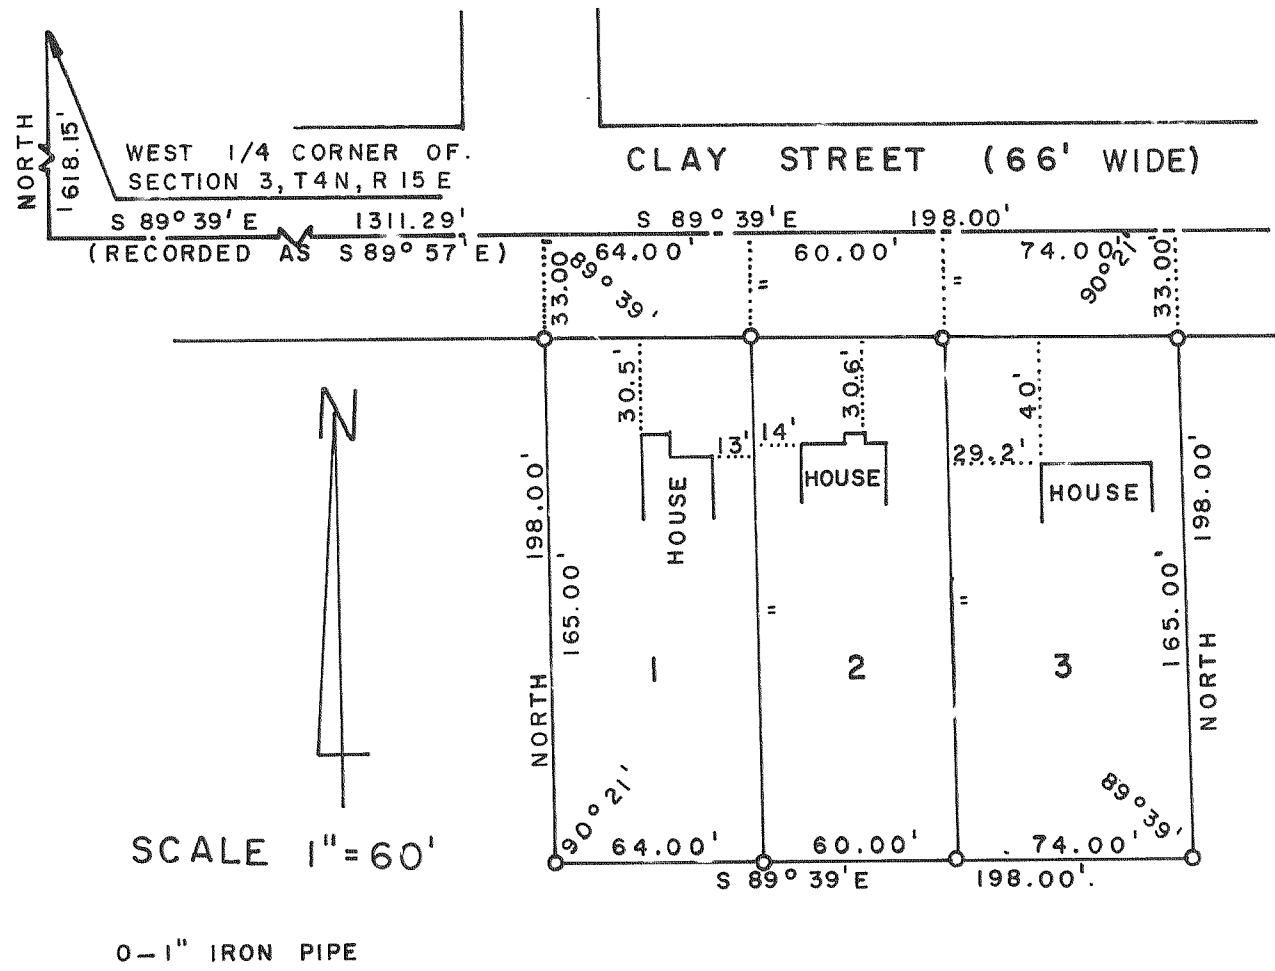 NORTH
1618.15'
WEST 1/4 CORNER OF.
SECTION 3, T4N, R 15 E
CLAY STREET (66' WIDE)
S 89° 39' E 1311.29'
(RECORDED AS S 89° 57' E)
S 89° 39' E 198.00'
64.00' 60.00' 74.00'
33.00'
89° 39'
=
=
90° 21'
33.00'
30.5'
30.6'
40'
13' 14'
29.2'
HOUSE
HOUSE
HOUSE
N
198.00'
165.00'
NORTH
=
=
198.00'
165.00'
NORTH
1 2 3
90° 21'
89° 39'
64.00' 60.00' 74.00'
S 89° 39' E 198.00'.
SCALE 1"=60'
O—1" IRON PIPE